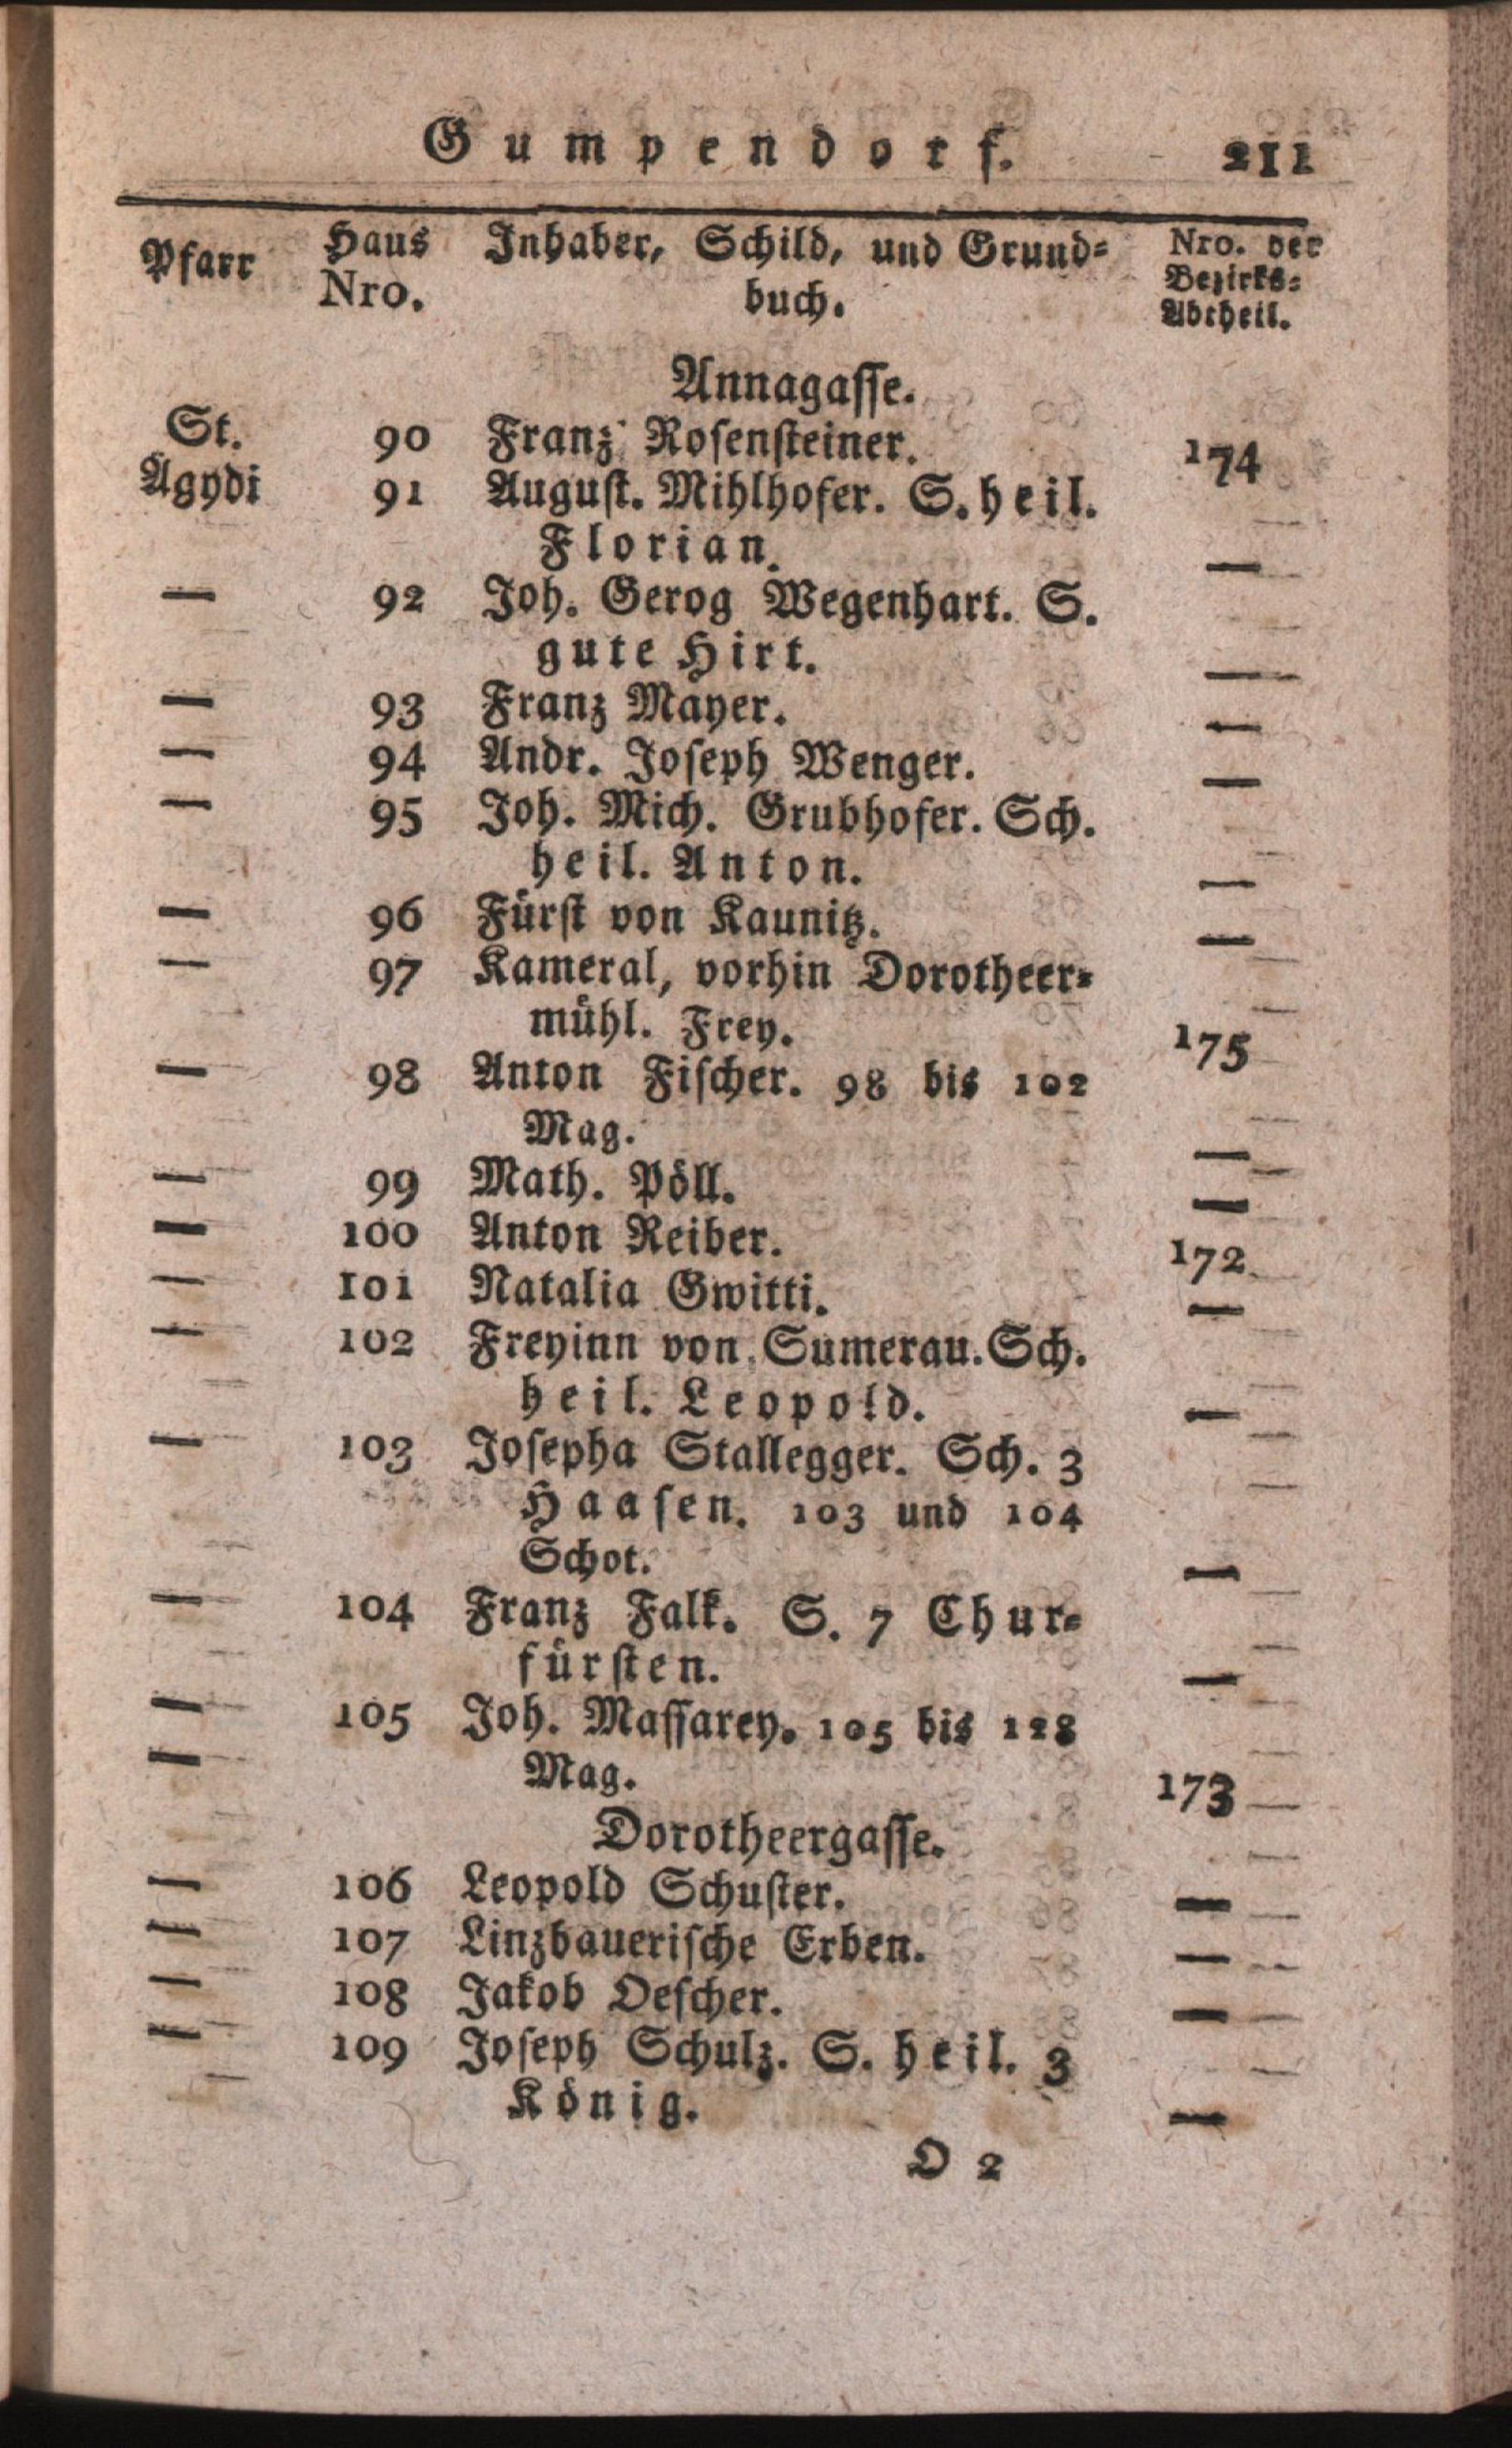 Gumpendorf. 211
Pfarr Haus Nro. Inhaber, Schild, und Grund= buch. Nro. der Bezirks= Abtheil.
Annagasse.
St. Ägydi 90 Franz Rosensteiner. 174
91 August. Mihlhofer. S. heil.
Florian. —
— 92 Joh. Gerog Wegenhart. S.
gute Hirt. —
— 93 Franz Mayer. —
— 94 Andr. Joseph Wenger. —
— 95 Joh. Mich. Grubhofer. Sch.
heil. Anton. —
— 96 Fürst von Kaunitz. —
— 97 Kameral, vorhin Dorotheer=
mühl. Frey. 175
— 98 Anton Fischer. 98 bis 102
Mag. —
— 99 Math. Pöll. —
— 100 Anton Reiber. 172
— 101 Natalia Gwitti. —
— 102 Freyinn von Sumerau. Sch.
heil. Leopold. —
— 103 Josepha Stallegger. Sch. 3
Haasen. 103 und 104
Schot. —
— 104 Franz Falk. S. 7 Chur=
fürsten. —
— 105 Joh. Massarey. 105 bis 128
— Mag. 173
Dorotheergasse.
— 106 Leopold Schuster. —
— 107 Linzbauerische Erben. —
— 108 Jakob Oescher. —
— 109 Joseph Schulz. S. heil. 3
König. —
O 2